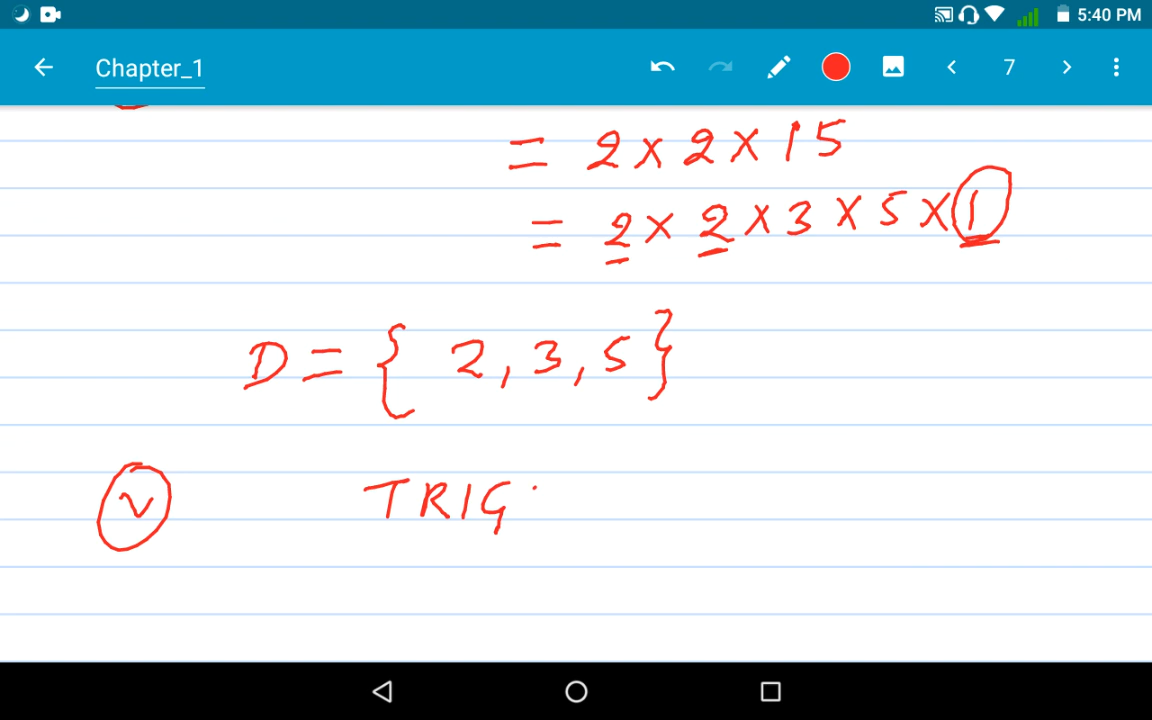 5:40 PM
Chapter_1
7
= 2 × 2 × 15
= 2 × 2 × 3 × 5 × 1
D = { 2, 3, 5 }
V TRIG